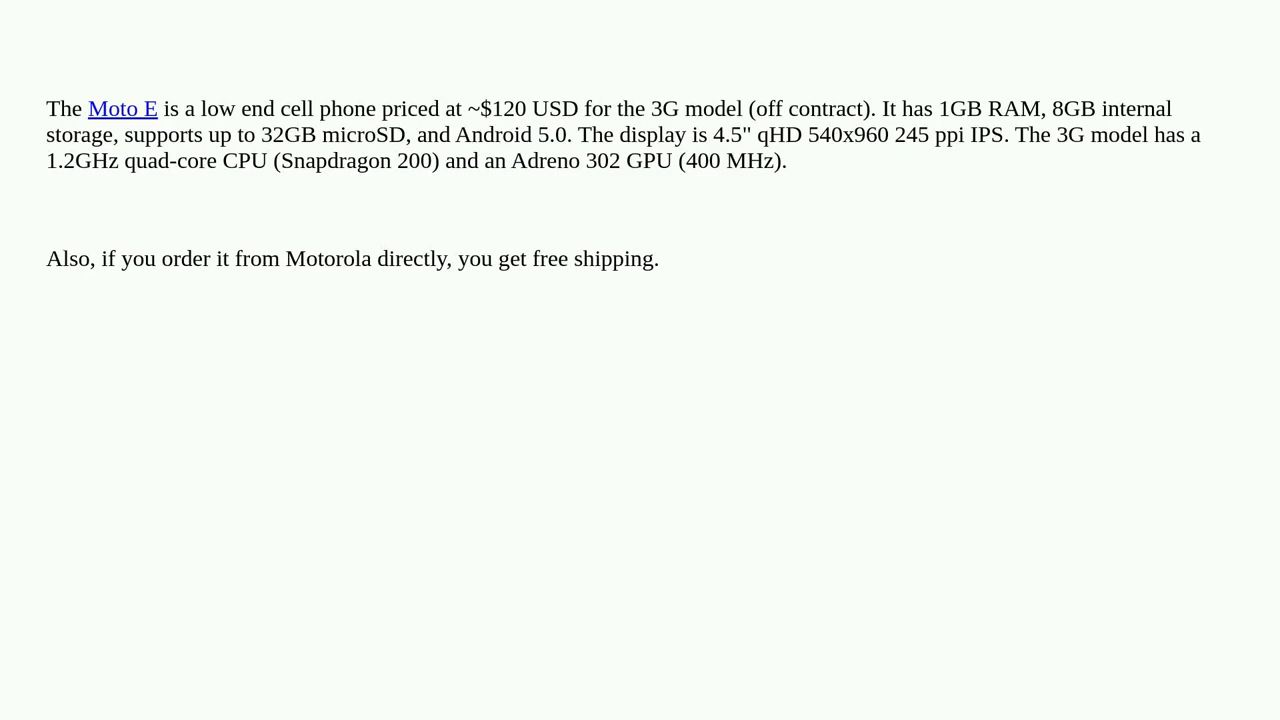 The Moto E is a low end cell phone priced at ~$120 USD for the 3G model (off contract). It has 1GB RAM, 8GB internal
storage, supports up to 32GB microSD, and Android 5.0. The display is 4.5" qHD 540x960 245 ppi IPS. The 3G model has a
1.2GHz quad-core CPU (Snapdragon 200) and an Adreno 302 GPU (400 MHz).
Also, if you order it from Motorola directly, you get free shipping.